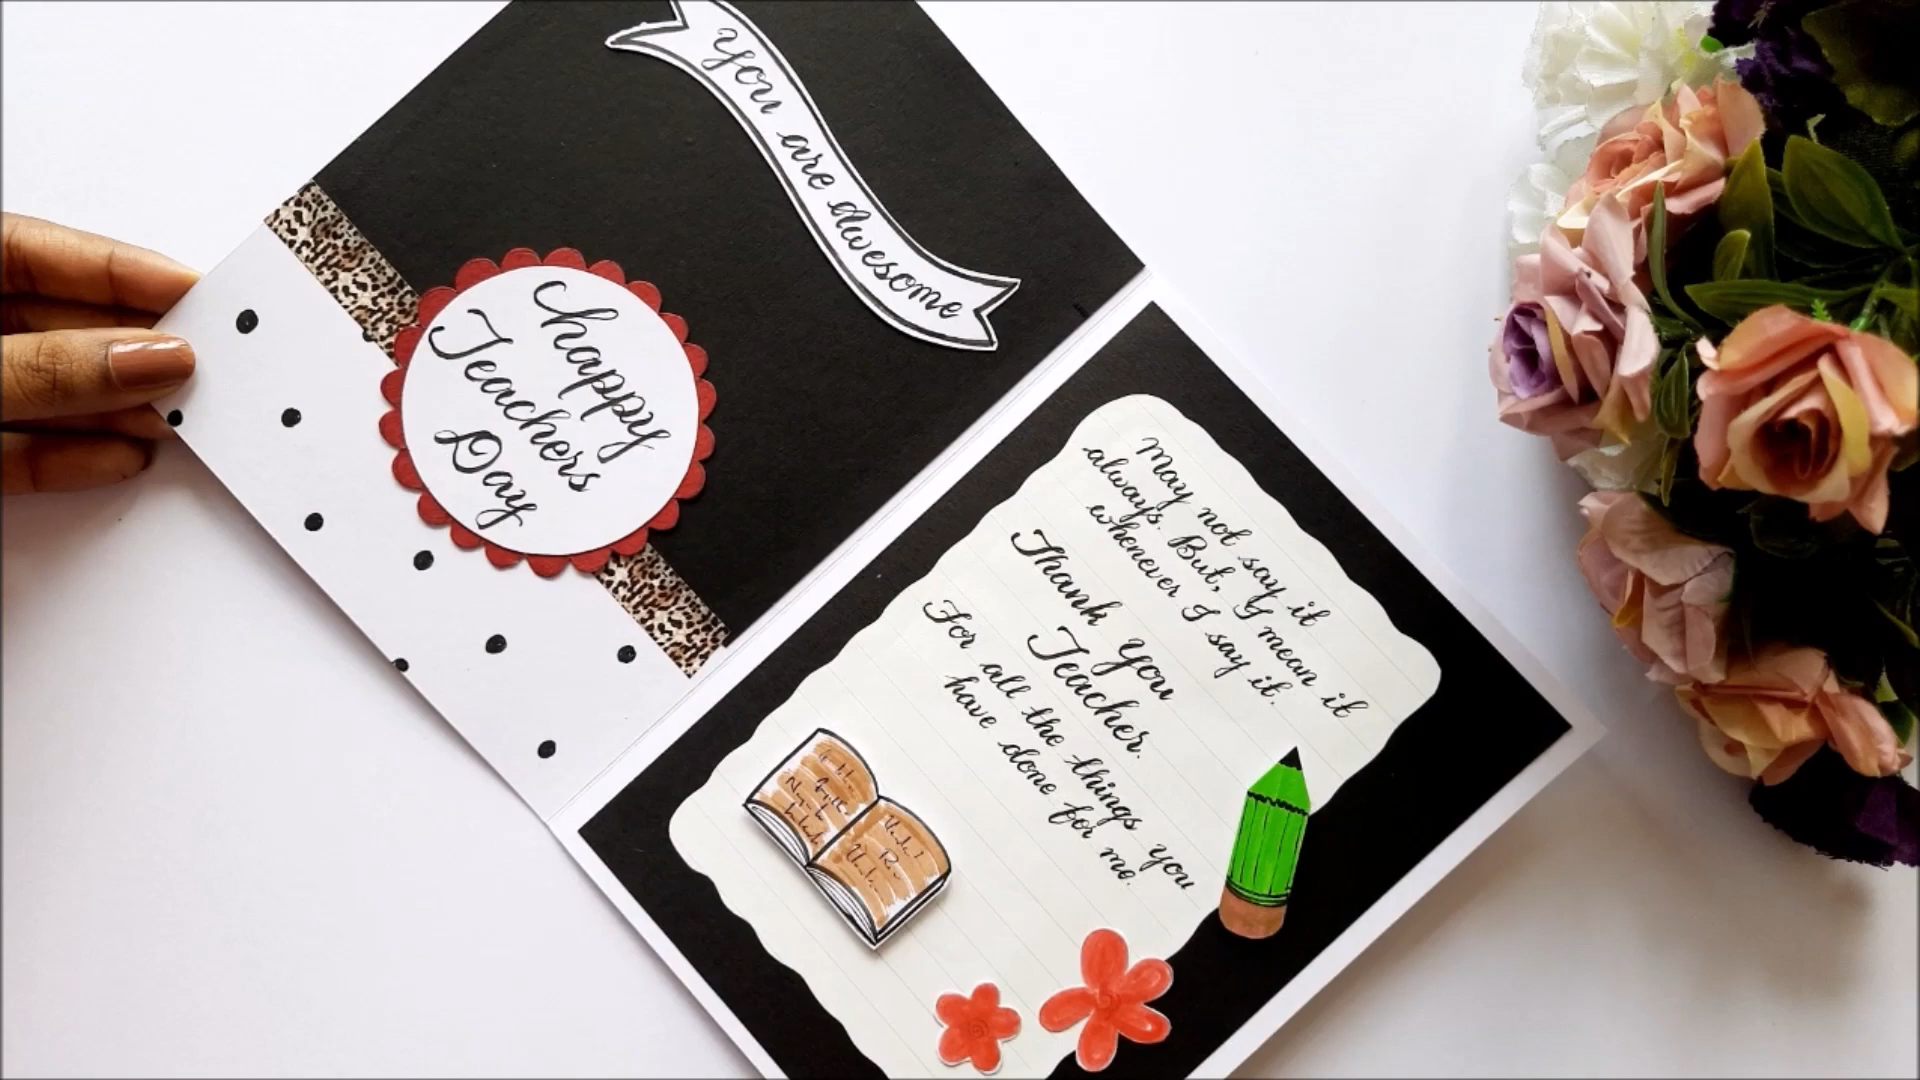 You are awesome
happy
Teachers
Day
May not say it
always. But, I mean it
whenever I say it.
Thank you
Teacher.
For all the things you
have done for me.